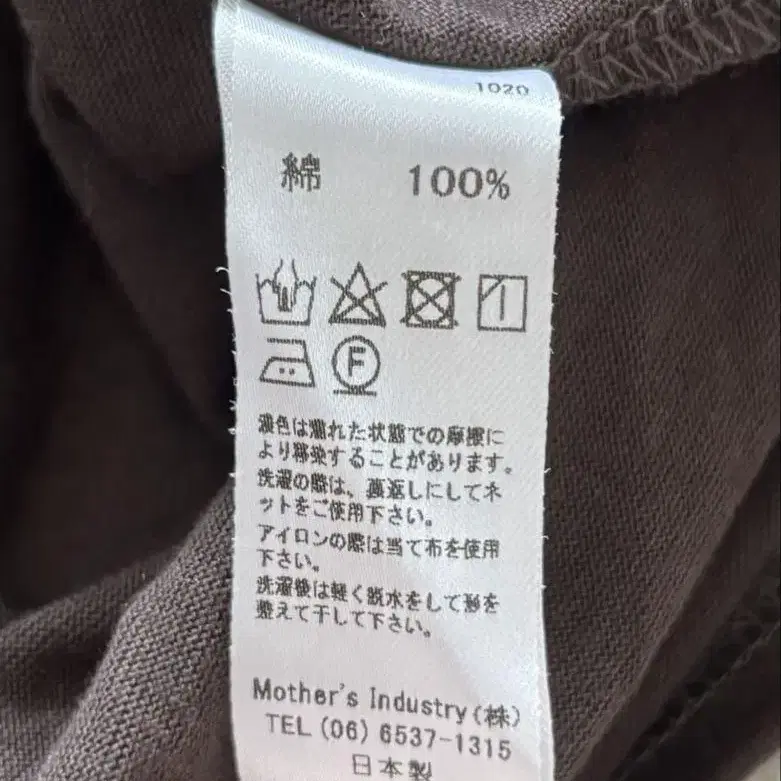 1020
綿 100%
F
濃色は濡れた状態での摩擦に
より移染することがあります。
洗濯の際は、裏返しにしてネ
ットをご使用下さい。
アイロンの際は当て布を使用
下さい。
洗濯後は軽く脱水をして形を
整えて干して下さい。
Mother's Industry(株)
TEL (06) 6537-1315
日本製